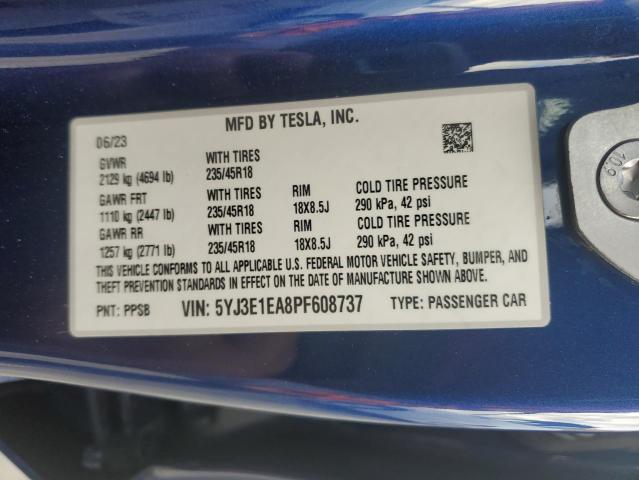 MFD BY TESLA, INC.
06/23
GVWR WITH TIRES
2129 kg (4694 lb) 235/45R18
GAWR FRT WITH TIRES RIM COLD TIRE PRESSURE
1110 kg (2447 lb) 235/45R18 18X8.5J 290 kPa, 42 psi
GAWR RR WITH TIRES RIM COLD TIRE PRESSURE
1257 kg (2771 lb) 235/45R18 18X8.5J 290 kPa, 42 psi
THIS VEHICLE CONFORMS TO ALL APPLICABLE U.S. FEDERAL MOTOR VEHICLE SAFETY, BUMPER, AND
THEFT PREVENTION STANDARDS IN EFFECT ON THE DATE OF MANUFACTURE SHOWN ABOVE.
PNT: PPSB VIN: 5YJ3E1EA8PF608737 TYPE: PASSENGER CAR
10.9